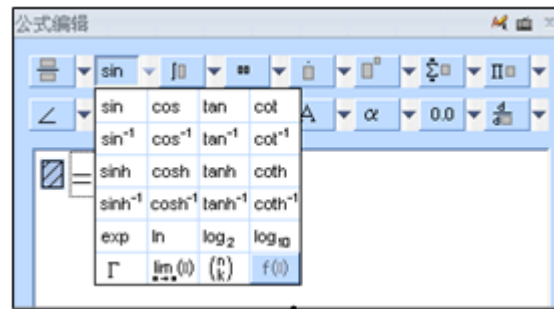 公式编辑
sin ∫▯ ▯ ▯ Σ▯ Π▯
∠ A α 0.0 d/d▯
sin cos tan cot
sin⁻¹ cos⁻¹ tan⁻¹ cot⁻¹
= sinh cosh tanh coth
sinh⁻¹ cosh⁻¹ tanh⁻¹ coth⁻¹
exp ln log₂ log₁₀
Γ lim(▯) (n k) f(▯)